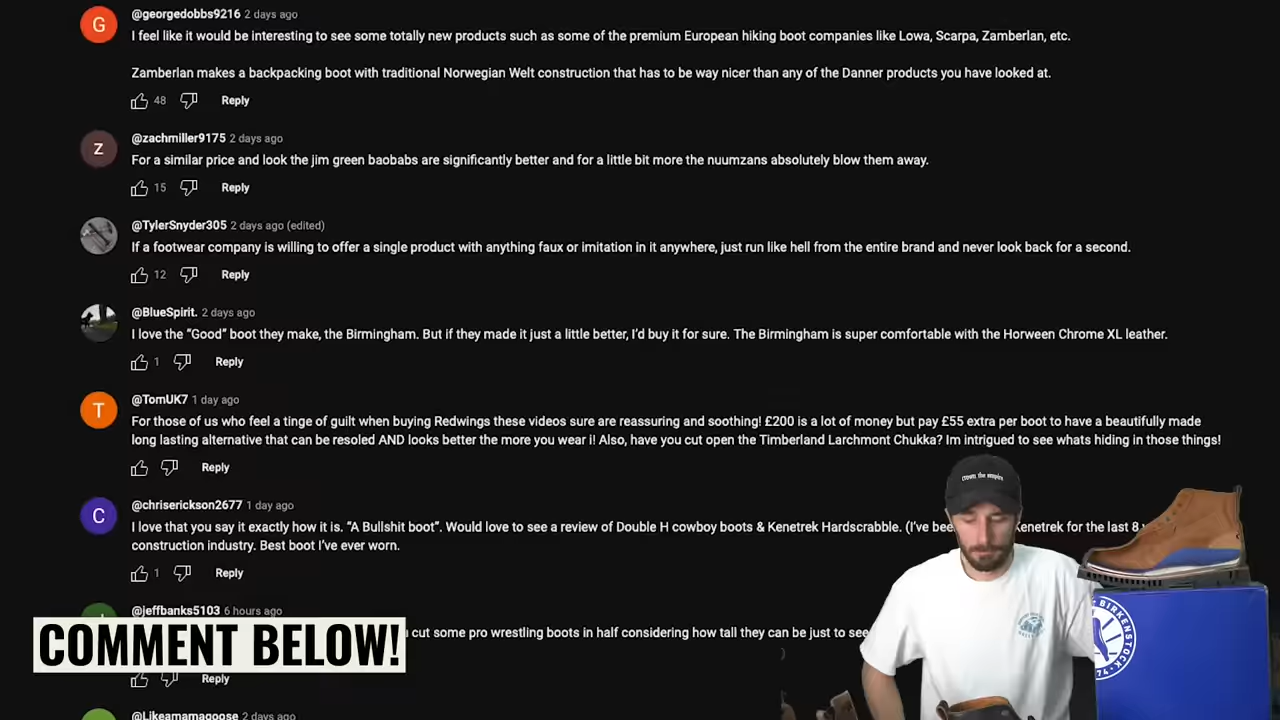 G
@georgedobbs9216 2 days ago
I feel like it would be interesting to see some totally new products such as some of the premium European hiking boot companies like Lowa, Scarpa, Zamberlan, etc.
Zamberlan makes a backpacking boot with traditional Norwegian Welt construction that has to be way nicer than any of the Danner products you have looked at.
48 Reply
z
@zachmiller9175 2 days ago
For a similar price and look the jim green baobabs are significantly better and for a little bit more the nuumzans absolutely blow them away.
15 Reply
@TylerSnyder305 2 days ago (edited)
If a footwear company is willing to offer a single product with anything faux or imitation in it anywhere, just run like hell from the entire brand and never look back for a second.
12 Reply
@BlueSpirit. 2 days ago
I love the “Good” boot they make, the Birmingham. But if they made it just a little better, I’d buy it for sure. The Birmingham is super comfortable with the Horween Chrome XL leather.
1 Reply
T
@TomUK7 1 day ago
For those of us who feel a tinge of guilt when buying Redwings these videos sure are reassuring and soothing! £200 is a lot of money but pay £55 extra per boot to have a beautifully made
long lasting alternative that can be resoled AND looks better the more you wear i! Also, have you cut open the Timberland Larchmont Chukka? Im intrigued to see whats hiding in those things!
Reply
C
@chriserickson2677 1 day ago
I love that you say it exactly how it is. “A Bullshit boot”. Would love to see a review of Double H cowboy boots & Kenetrek Hardscrabble. (I’ve bee Kenetrek for the last 8
construction industry. Best boot I’ve ever worn.
1 Reply
@jeffbanks5103 6 hours ago
cut some pro wrestling boots in half considering how tall they can be just to see
COMMENT BELOW!
Reply
@Likeamamagoose 2 days ago
crown the empire
BIRKENSTOCK